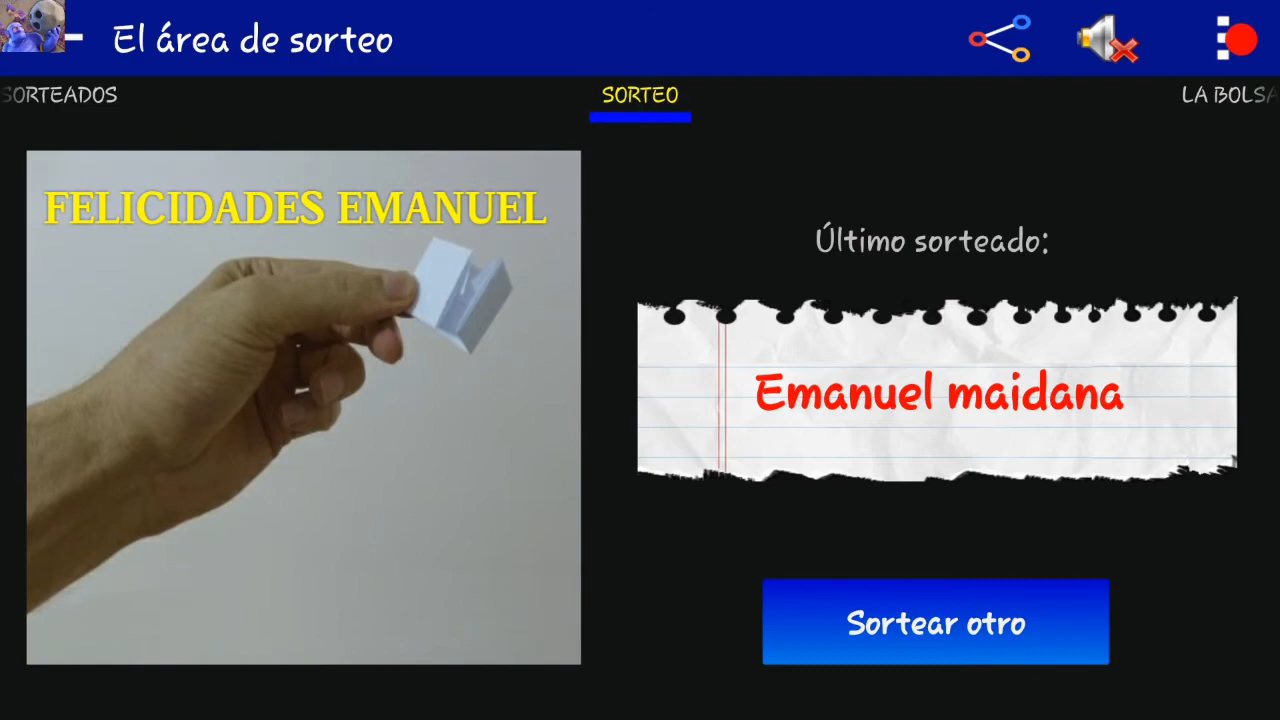 El área de sorteo
SORTEADOS
SORTEO
LA BOLSA
FELICIDADES EMANUEL
Último sorteado:
Emanuel maidana
Sortear otro